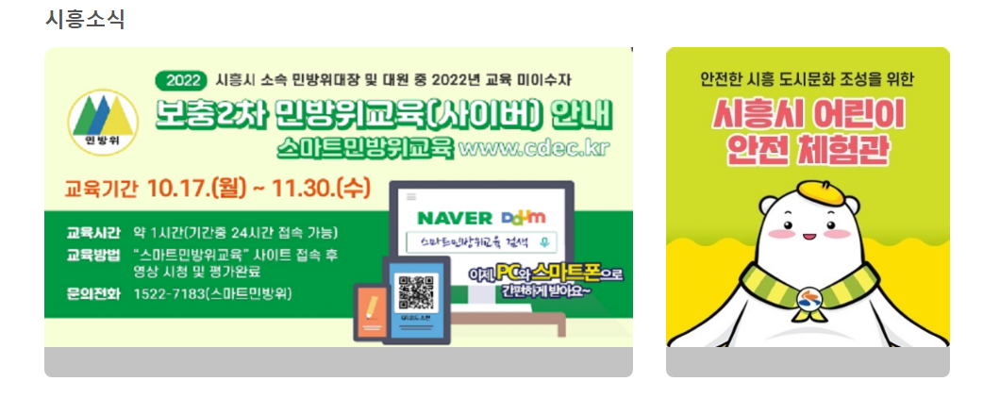 시흥소식
2022 시흥시 소속 민방위대장 및 대원 중 2022년 교육 미이수자
보충2차 민방위교육(사이버) 안내
스마트민방위교육 www.cdec.kr
민방위
교육기간 10.17.(월) ~ 11.30.(수)
교육시간 약 1시간(기간중 24시간 접속 가능)
교육방법 “스마트민방위교육” 사이트 접속 후
영상 시청 및 평가완료
문의전화 1522-7183(스마트민방위)
NAVER Daum
스마트민방위교육 검색
이제, PC와 스마트폰으로
간편하게 받아요~
안전한 시흥 도시문화 조성을 위한
시흥시 어린이
안전 체험관